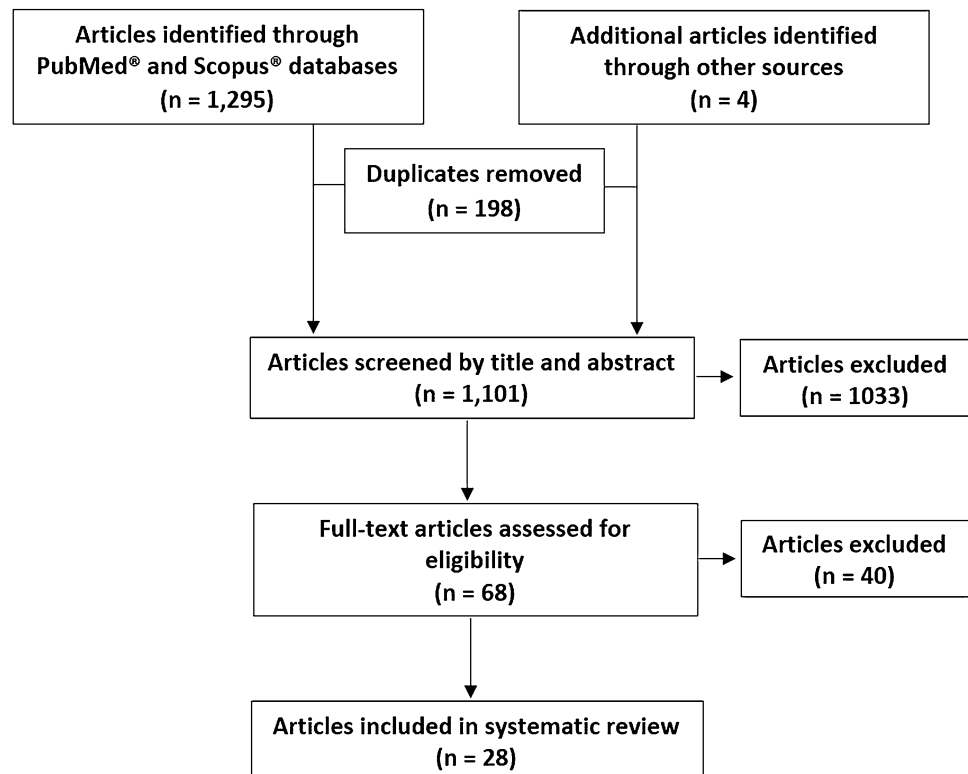 Articles identified through
PubMed® and Scopus® databases
(n = 1,295)
Additional articles identified
through other sources
(n = 4)
Duplicates removed
(n = 198)
Articles screened by title and abstract
(n = 1,101)
Articles excluded
(n = 1033)
Full-text articles assessed for
eligibility
(n = 68)
Articles excluded
(n = 40)
Articles included in systematic review
(n = 28)